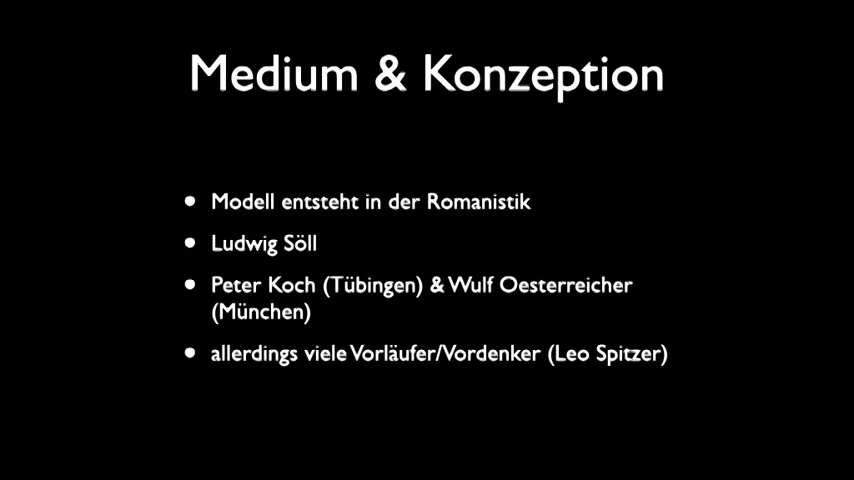 Medium & Konzeption
• Modell entsteht in der Romanistik
• Ludwig Söll
• Peter Koch (Tübingen) & Wulf Oesterreicher
(München)
• allerdings viele Vorläufer/Vordenker (Leo Spitzer)